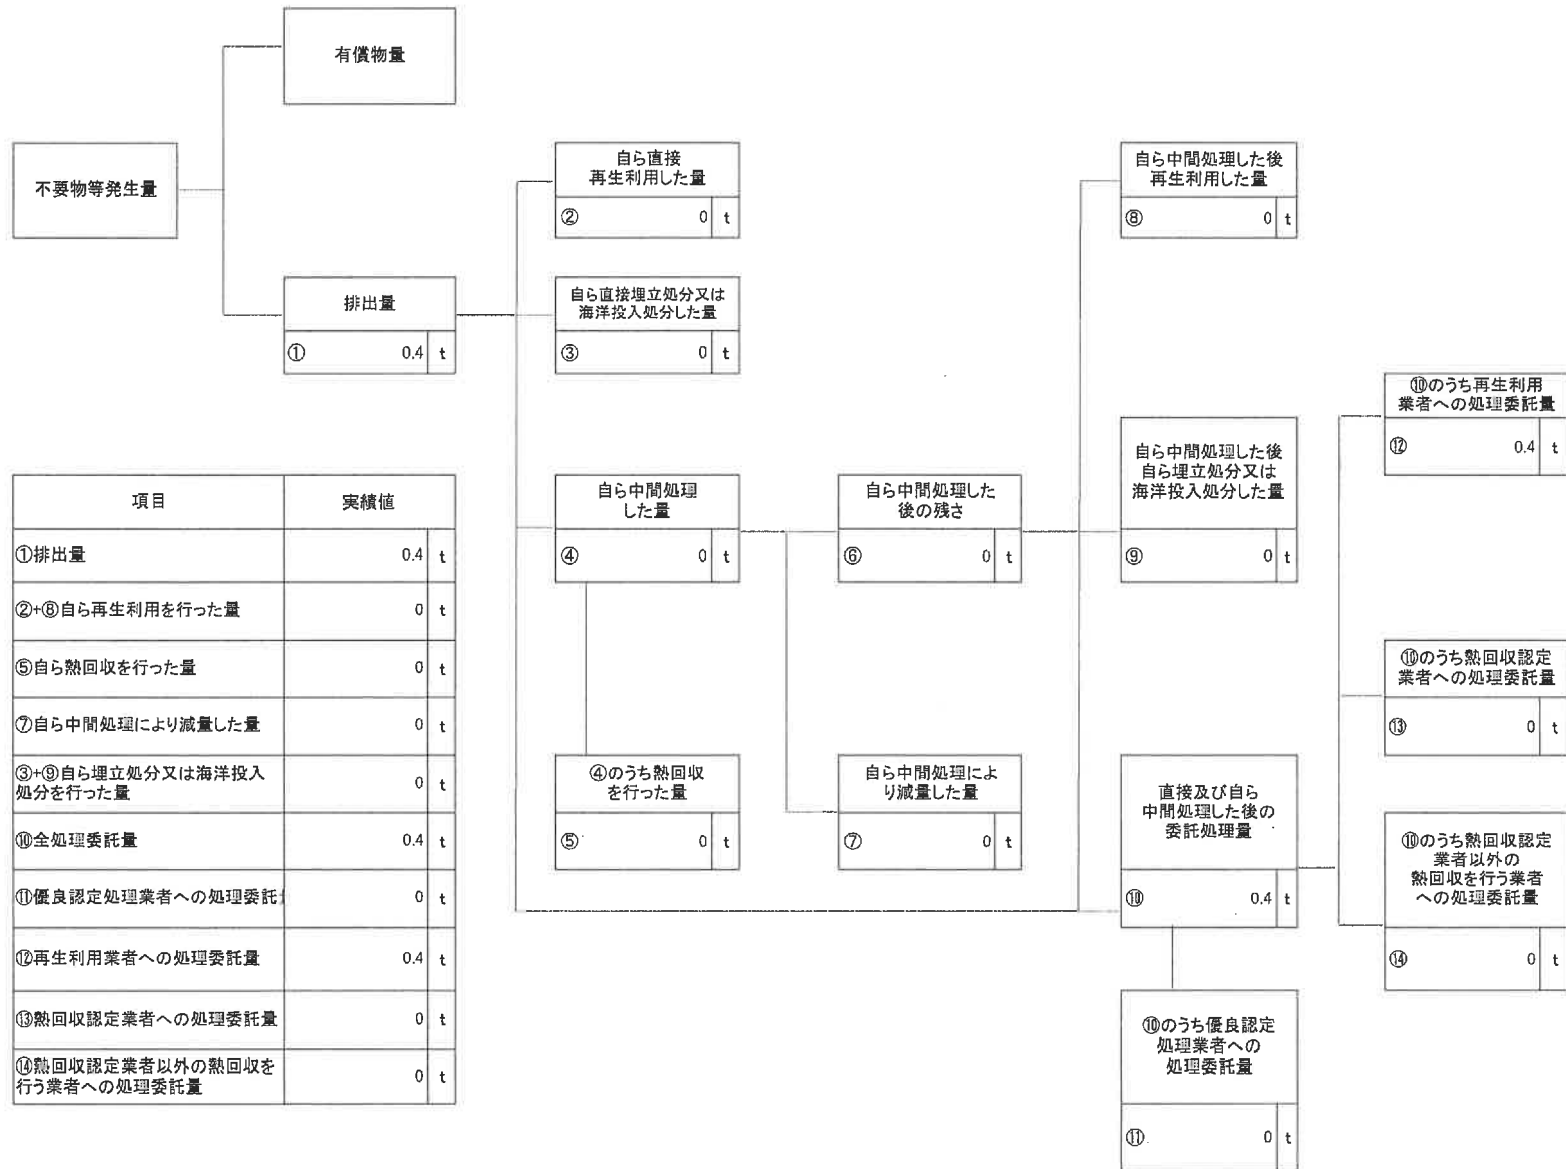 有償物量
不要物等発生量
排出量
① 0.4 t
自ら直接
再生利用した量
② 0 t
自ら直接埋立処分又は
海洋投入処分した量
③ 0 t
自ら中間処理
した量
④ 0 t
④のうち熱回収
を行った量
⑤ 0 t
自ら中間処理した
後の残さ
⑥ 0 t
自ら中間処理によ
り減量した量
⑦ 0 t
自ら中間処理した後
再生利用した量
⑧ 0 t
自ら中間処理した後
自ら埋立処分又は
海洋投入処分した量
⑨ 0 t
直接及び自ら
中間処理した後の
委託処理量
⑩ 0.4 t
⑩のうち優良認定
処理業者への
処理委託量
⑪ 0 t
⑩のうち再生利用
業者への処理委託量
⑫ 0.4 t
⑩のうち熱回収認定
業者への処理委託量
⑬ 0 t
⑩のうち熱回収認定
業者以外の
熱回収を行う業者
への処理委託量
⑭ 0 t
項目 実績値
①排出量 0.4 t
②+⑧自ら再生利用を行った量 0 t
⑤自ら熱回収を行った量 0 t
⑦自ら中間処理により減量した量 0 t
③+⑨自ら埋立処分又は海洋投入
処分を行った量 0 t
⑩全処理委託量 0.4 t
⑪優良認定処理業者への処理委託 0 t
⑫再生利用業者への処理委託量 0.4 t
⑬熱回収認定業者への処理委託量 0 t
⑭熱回収認定業者以外の熱回収を
行う業者への処理委託量 0 t